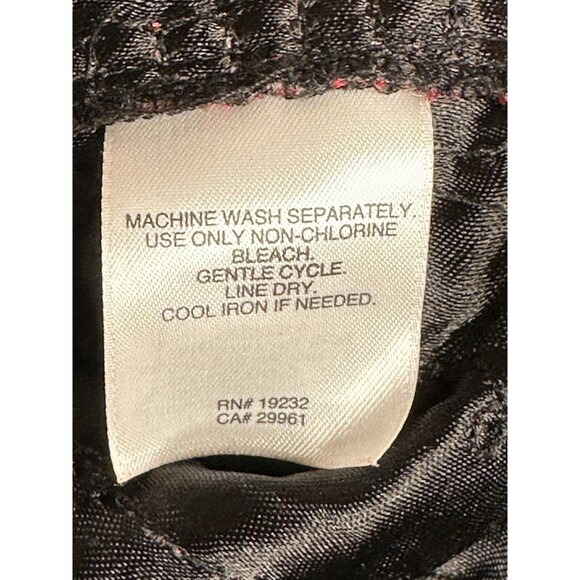 MACHINE WASH SEPARATELY.
USE ONLY NON-CHLORINE
BLEACH.
GENTLE CYCLE.
LINE DRY.
COOL IRON IF NEEDED.
RN# 19232
CA# 29961